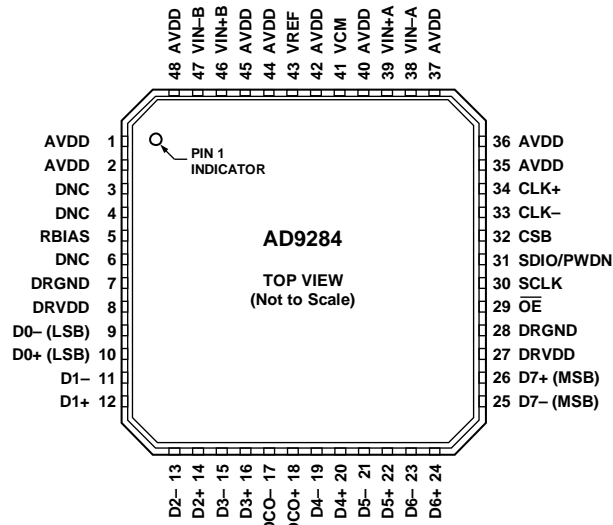 48 AVDD
47 VIN–B
46 VIN+B
45 AVDD
44 AVDD
43 VREF
42 AVDD
41 VCM
40 AVDD
39 VIN+A
38 VIN–A
37 AVDD
AVDD 1
AVDD 2
DNC 3
DNC 4
RBIAS 5
DNC 6
DRGND 7
DRVDD 8
D0– (LSB) 9
D0+ (LSB) 10
D1– 11
D1+ 12
PIN 1
INDICATOR
AD9284
TOP VIEW
(Not to Scale)
36 AVDD
35 AVDD
34 CLK+
33 CLK–
32 CSB
31 SDIO/PWDN
30 SCLK
29 OE
28 DRGND
27 DRVDD
26 D7+ (MSB)
25 D7– (MSB)
D2– 13
D2+ 14
D3– 15
D3+ 16
DCO– 17
DCO+ 18
D4– 19
D4+ 20
D5– 21
D5+ 22
D6– 23
D6+ 24